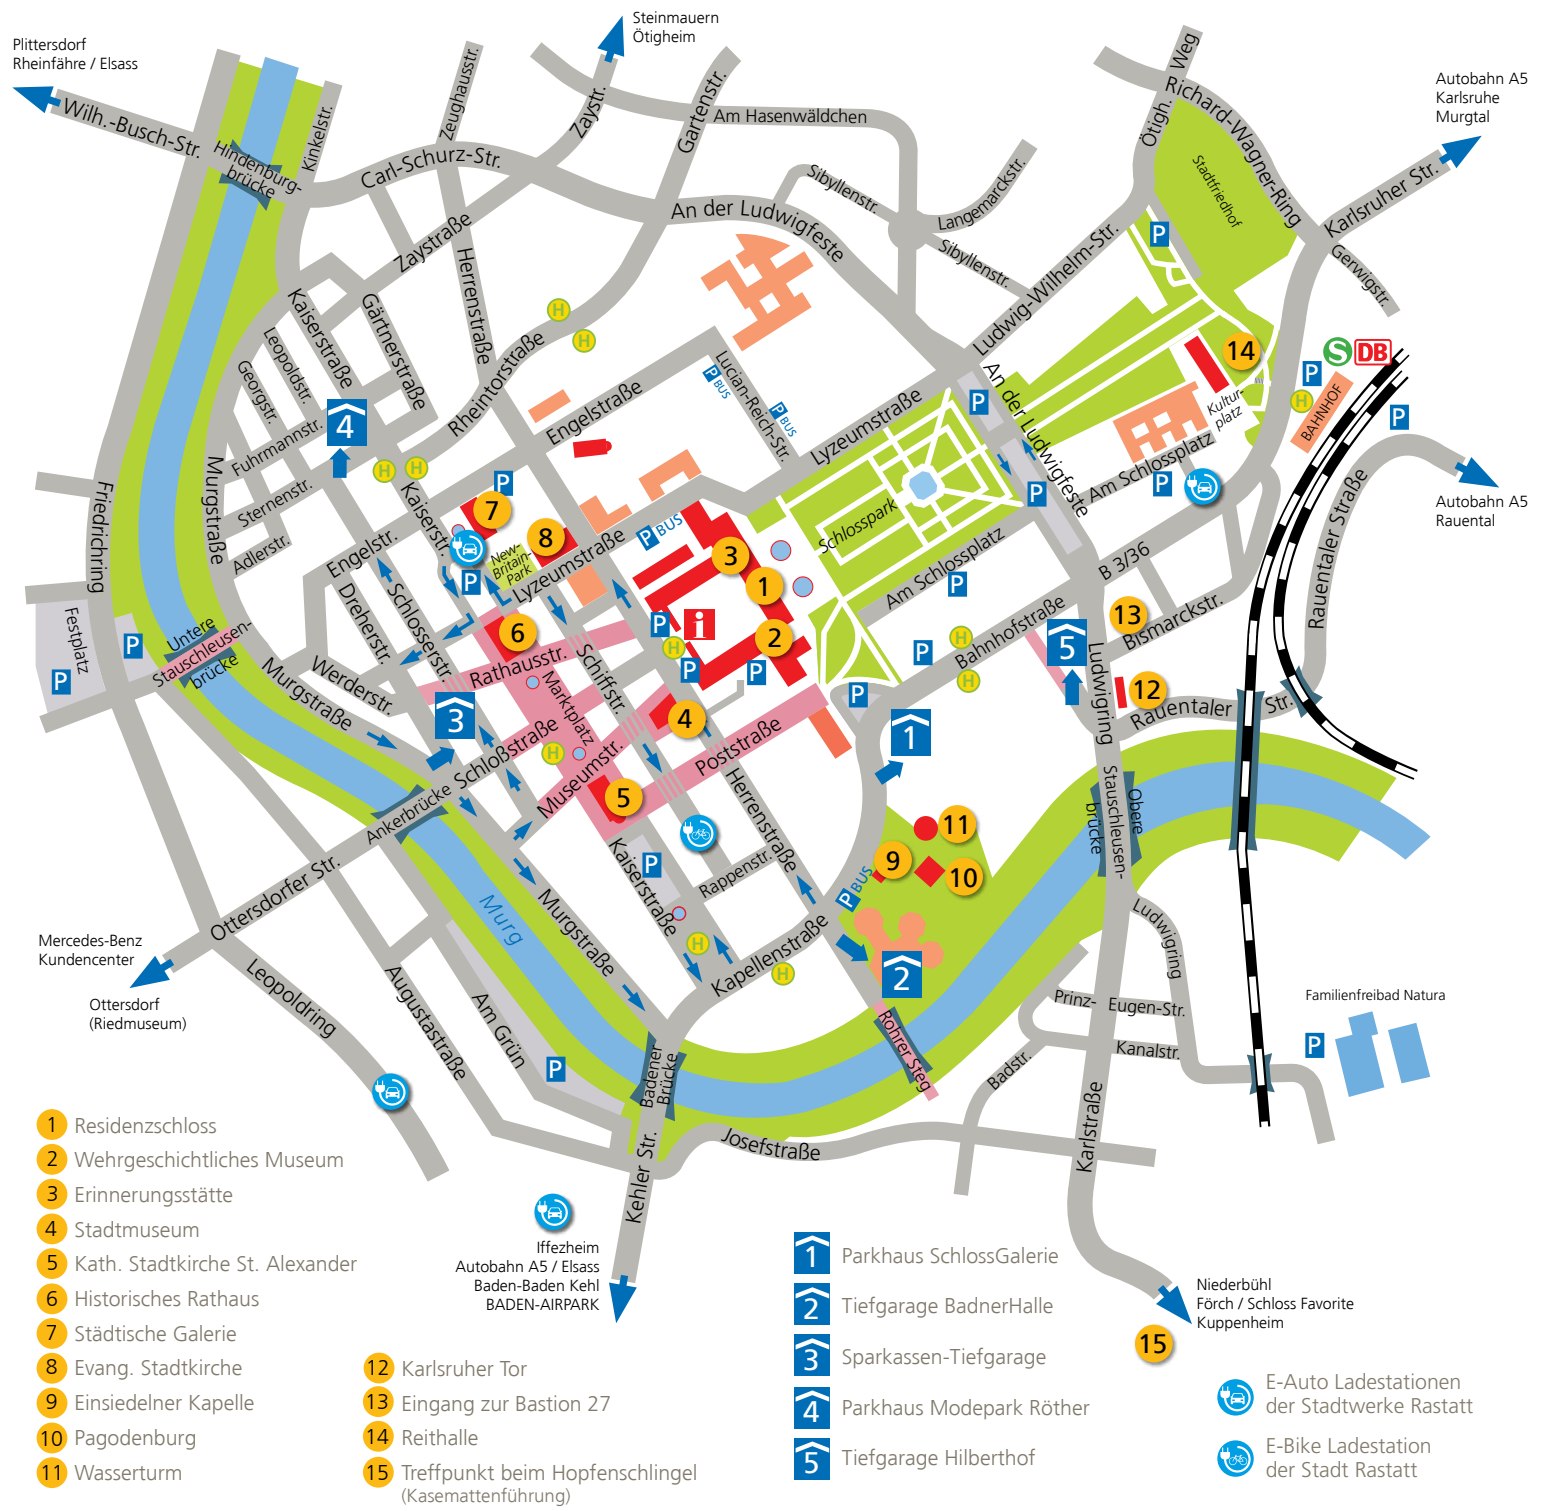 Plittersdorf
Rheinfähre / Elsass
Steinmauern
Ötigheim
Autobahn A5
Karlsruhe
Murgtal
Wilh.-Busch-Str.
Hindenburg-
brücke
Kinkelstr.
Zeughausstr.
Carl-Schurz-Str.
Zaystr.
Gartenstr.
Am Hasenwäldchen
Sibyllenstr.
Langemarckstr.
Sibyllenstr.
An der Ludwigfeste
Ötigh. Weg
Richard-Wagner-Ring
Stadtfriedhof
Karlsruher Str.
Gerwigstr.
Ludwig-Wilhelm-Str.
Zaystraße
Herrenstraße
Kaiserstraße
Gärtnerstraße
Leopoldstr.
Georgstr.
Fuhrmannstr.
Sternenstr.
Adlerstr.
Murgstraße
Friedrichring
Rheintorstraße
Engelstraße
Lucian-Reich-Str.
P BUS
P BUS
Lyzeumstraße
An der Ludwigfeste
Kultur-
platz
Am Schlossplatz
S
DB
BAHNHOF
Rauentaler Straße
Autobahn A5
Rauental
Kaiserstr.
Engelstr.
New-
Britain-
Park
Lyzeumstraße
P BUS
Schlosspark
Am Schlossplatz
B 3/36
Bahnhofstraße
Bismarckstr.
Ludwigring
Rauentaler Str.
Dreherstr.
Schlosserstr.
Werderstr.
Festplatz
Untere
Stauschleusen-
brücke
Murgstraße
Rathausstr.
Marktplatz
Schiffstr.
Schloßstraße
Museumstr.
Poststraße
Herrenstraße
Ankerbrücke
Ottersdorfer Str.
Kaiserstraße
Rappenstr.
P BUS
Murg
Murgstraße
Kapellenstraße
Obere
Stauschleusen-
brücke
Ludwigring
Mercedes-Benz
Kundencenter
Ottersdorf
(Riedmuseum)
Leopoldring
Augustastraße
Am Grün
Badener
Brücke
Rohrer Steg
Prinz- Eugen-Str.
Kanalstr.
Badstr.
Karlstraße
Familienfreibad Natura
Josefstraße
Kehler Str.
Iffezheim
Autobahn A5 / Elsass
Baden-Baden Kehl
BADEN-AIRPARK
Niederbühl
Förch / Schloss Favorite
Kuppenheim
15
1 Residenzschloss
2 Wehrgeschichtliches Museum
3 Erinnerungsstätte
4 Stadtmuseum
5 Kath. Stadtkirche St. Alexander
6 Historisches Rathaus
7 Städtische Galerie
8 Evang. Stadtkirche
9 Einsiedelner Kapelle
10 Pagodenburg
11 Wasserturm
12 Karlsruher Tor
13 Eingang zur Bastion 27
14 Reithalle
15 Treffpunkt beim Hopfenschlingel
(Kasemattenführung)
1 Parkhaus SchlossGalerie
2 Tiefgarage BadnerHalle
3 Sparkassen-Tiefgarage
4 Parkhaus Modepark Röther
5 Tiefgarage Hilberthof
E-Auto Ladestationen
der Stadtwerke Rastatt
E-Bike Ladestation
der Stadt Rastatt